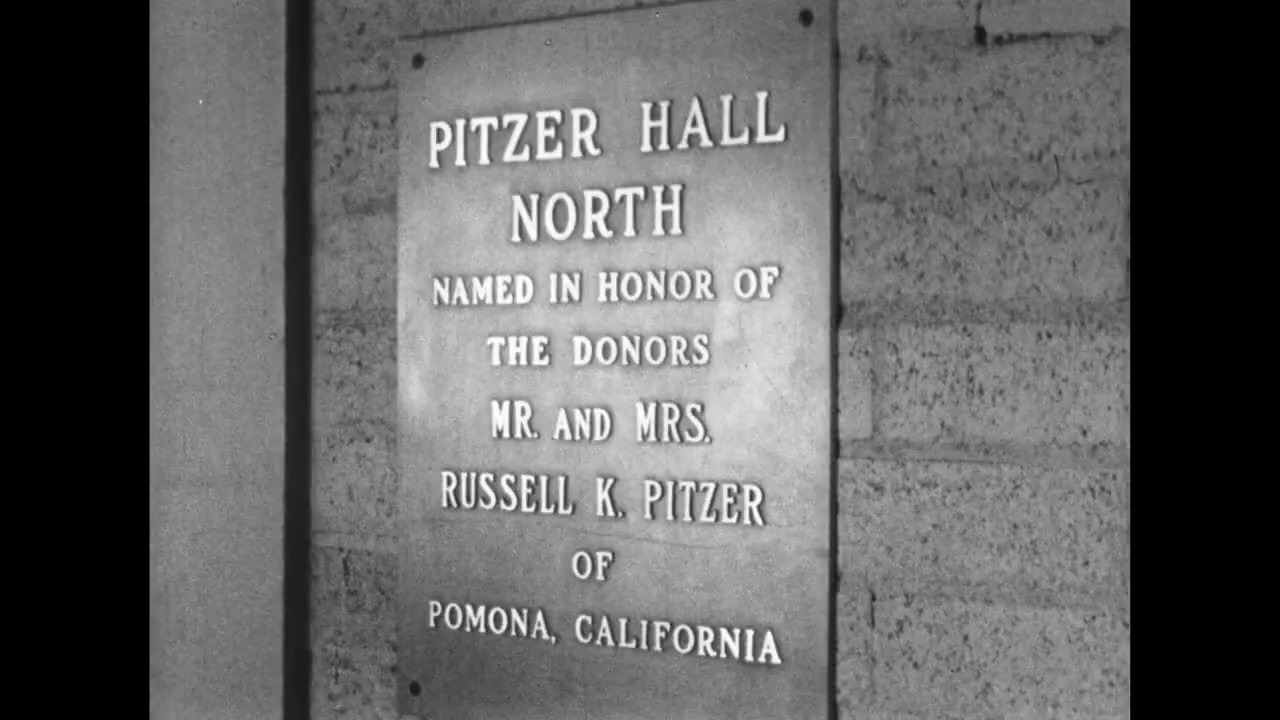 PITZER HALL
NORTH
NAMED IN HONOR OF
THE DONORS
MR. AND MRS.
RUSSELL K. PITZER
OF
POMONA, CALIFORNIA